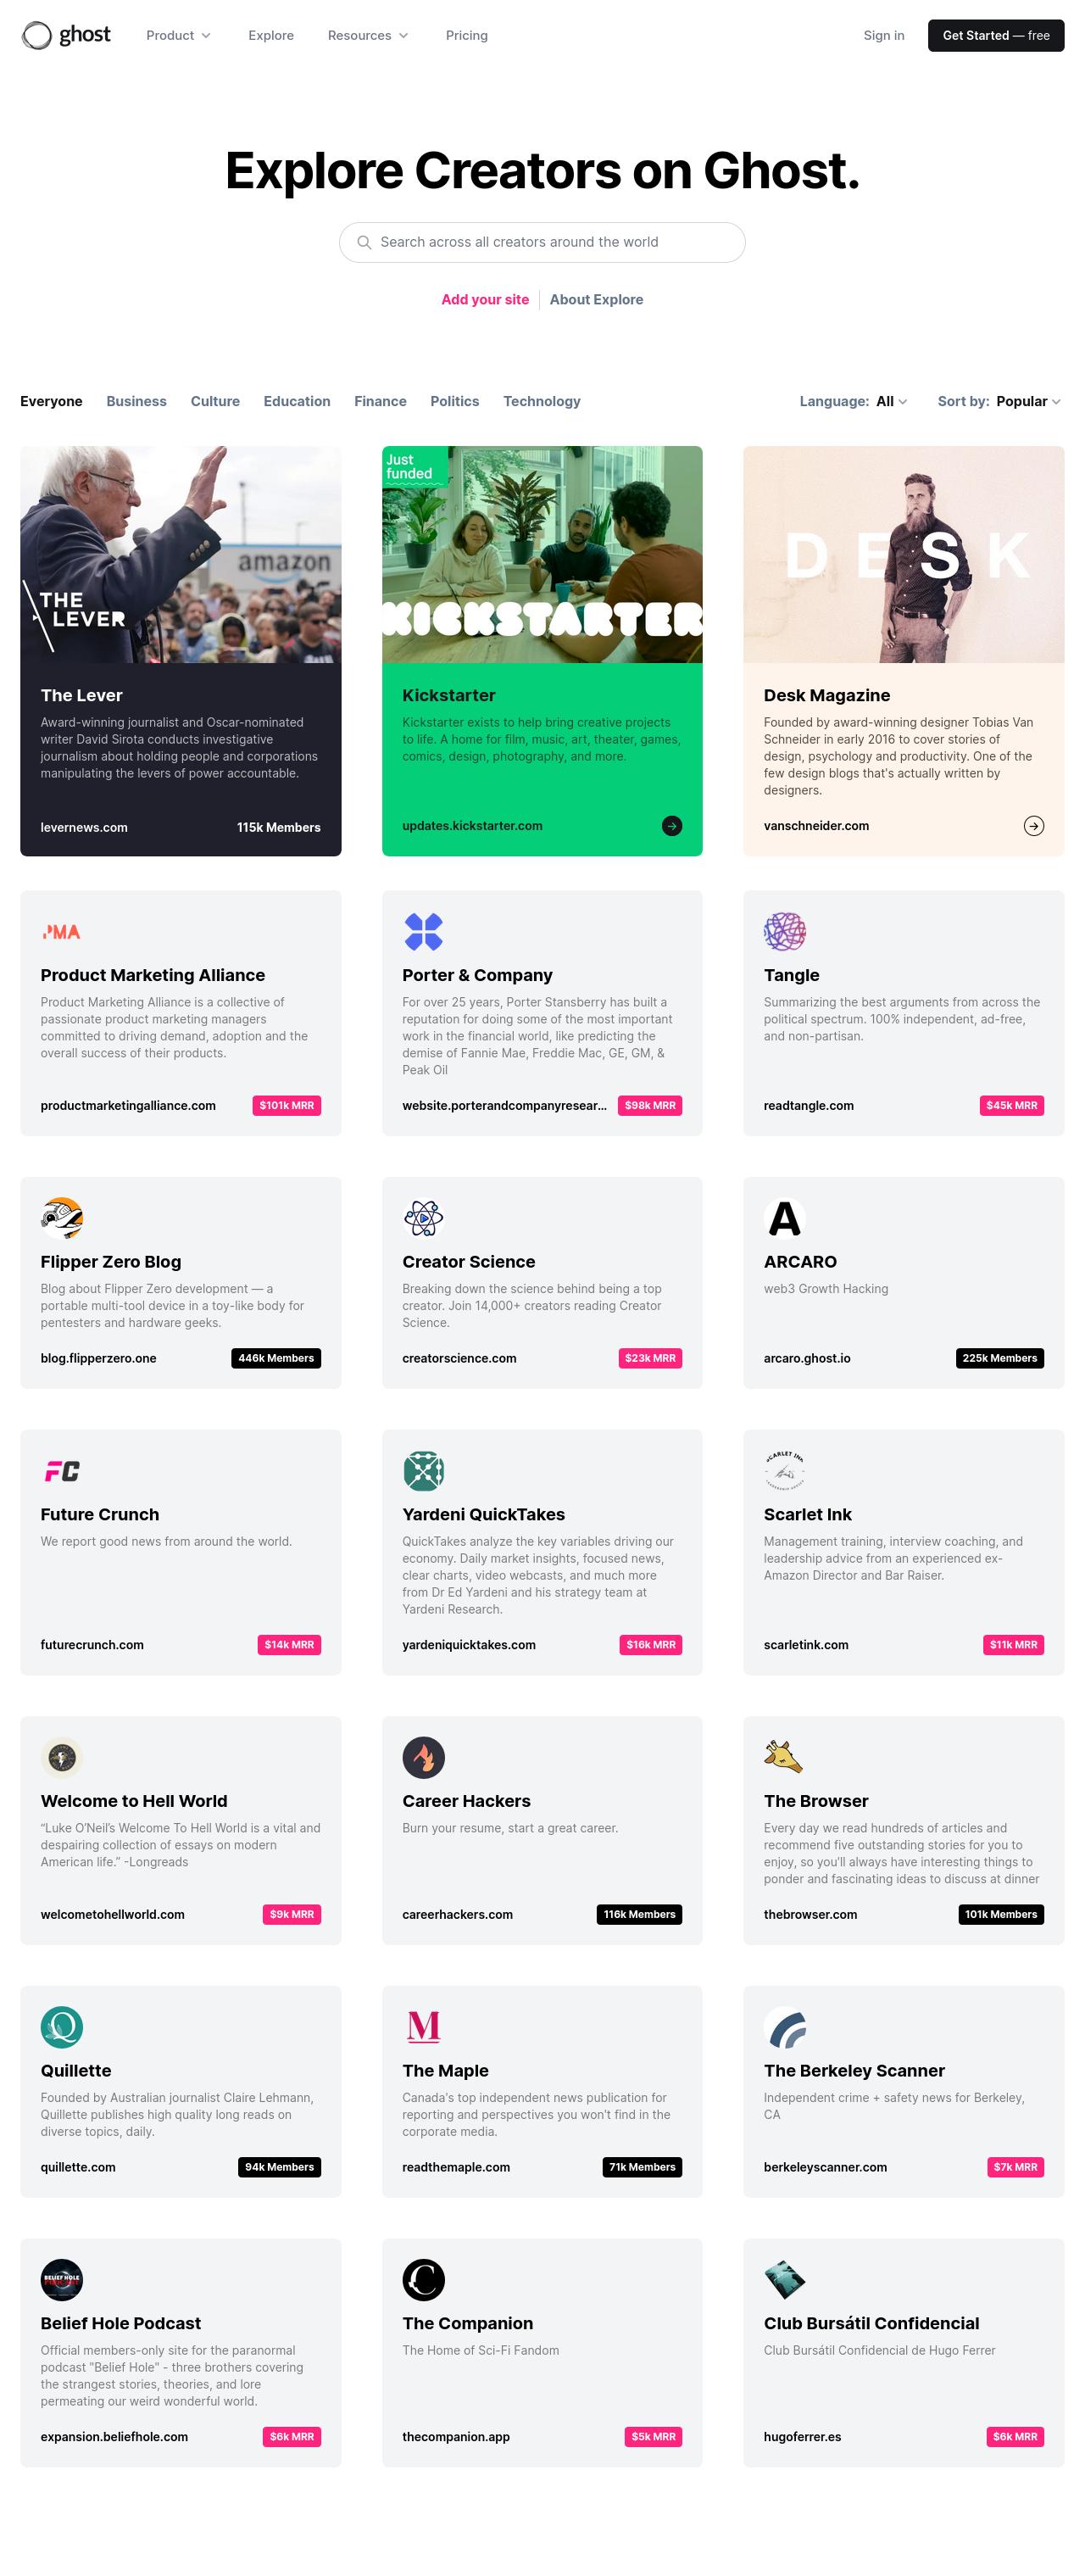 ghost
Product
Explore
Resources
Pricing
Sign in
Get Started — free
Explore Creators on Ghost.
Search across all creators around the world
Add your site
About Explore
Everyone
Business
Culture
Education
Finance
Politics
Technology
Language: All
Sort by: Popular
amazon
THE
LEVER
The Lever
Award-winning journalist and Oscar-nominated
writer David Sirota conducts investigative
journalism about holding people and corporations
manipulating the levers of power accountable.
levernews.com
115k Members
Just
funded
KICKSTARTER
Kickstarter
Kickstarter exists to help bring creative projects
to life. A home for film, music, art, theater, games,
comics, design, photography, and more.
updates.kickstarter.com
DESK
Desk Magazine
Founded by award-winning designer Tobias Van
Schneider in early 2016 to cover stories of
design, psychology and productivity. One of the
few design blogs that's actually written by
designers.
vanschneider.com
PMA
Product Marketing Alliance
Product Marketing Alliance is a collective of
passionate product marketing managers
committed to driving demand, adoption and the
overall success of their products.
productmarketingalliance.com
$101k MRR
Porter & Company
For over 25 years, Porter Stansberry has built a
reputation for doing some of the most important
work in the financial world, like predicting the
demise of Fannie Mae, Freddie Mac, GE, GM, &
Peak Oil
website.porterandcompanyresear...
$98k MRR
Tangle
Summarizing the best arguments from across the
political spectrum. 100% independent, ad-free,
and non-partisan.
readtangle.com
$45k MRR
Flipper Zero Blog
Blog about Flipper Zero development — a
portable multi-tool device in a toy-like body for
pentesters and hardware geeks.
blog.flipperzero.one
446k Members
Creator Science
Breaking down the science behind being a top
creator. Join 14,000+ creators reading Creator
Science.
creatorscience.com
$23k MRR
A
ARCARO
web3 Growth Hacking
arcaro.ghost.io
225k Members
FC
Future Crunch
We report good news from around the world.
futurecrunch.com
$14k MRR
Yardeni QuickTakes
QuickTakes analyze the key variables driving our
economy. Daily market insights, focused news,
clear charts, video webcasts, and much more
from Dr Ed Yardeni and his strategy team at
Yardeni Research.
yardeniquicktakes.com
$16k MRR
SCARLET INK
Scarlet Ink
Management training, interview coaching, and
leadership advice from an experienced ex-
Amazon Director and Bar Raiser.
scarletink.com
$11k MRR
Welcome to Hell World
“Luke O’Neil’s Welcome To Hell World is a vital and
despairing collection of essays on modern
American life.” -Longreads
welcometohellworld.com
$9k MRR
Career Hackers
Burn your resume, start a great career.
careerhackers.com
116k Members
The Browser
Every day we read hundreds of articles and
recommend five outstanding stories for you to
enjoy, so you'll always have interesting things to
ponder and fascinating ideas to discuss at dinner
thebrowser.com
101k Members
Q
Quillette
Founded by Australian journalist Claire Lehmann,
Quillette publishes high quality long reads on
diverse topics, daily.
quillette.com
94k Members
M
The Maple
Canada's top independent news publication for
reporting and perspectives you won't find in the
corporate media.
readthemaple.com
71k Members
The Berkeley Scanner
Independent crime + safety news for Berkeley,
CA
berkeleyscanner.com
$7k MRR
BELIEF HOLE
PODCAST
Belief Hole Podcast
Official members-only site for the paranormal
podcast "Belief Hole" - three brothers covering
the strangest stories, theories, and lore
permeating our weird wonderful world.
expansion.beliefhole.com
$6k MRR
C
The Companion
The Home of Sci-Fi Fandom
thecompanion.app
$5k MRR
Club Bursátil Confidencial
Club Bursátil Confidencial de Hugo Ferrer
hugoferrer.es
$6k MRR